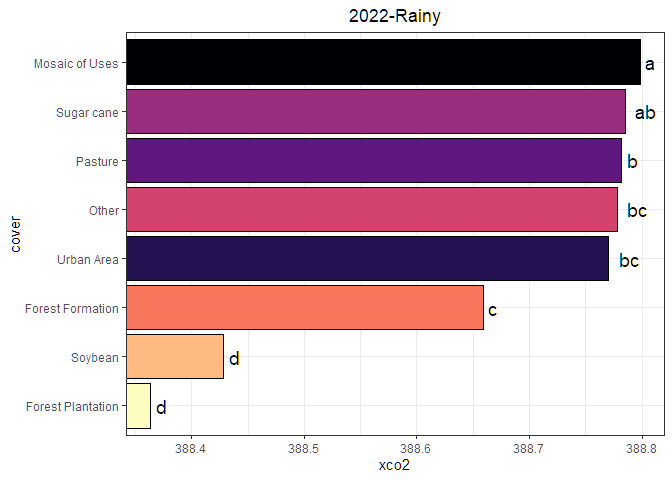 2022-Rainy
Mosaic of Uses
a
Sugar cane
ab
Pasture
b
Other
bc
Urban Area
bc
Forest Formation
c
Soybean
d
Forest Plantation
d
cover
388.4 388.5 388.6 388.7 388.8
xco2